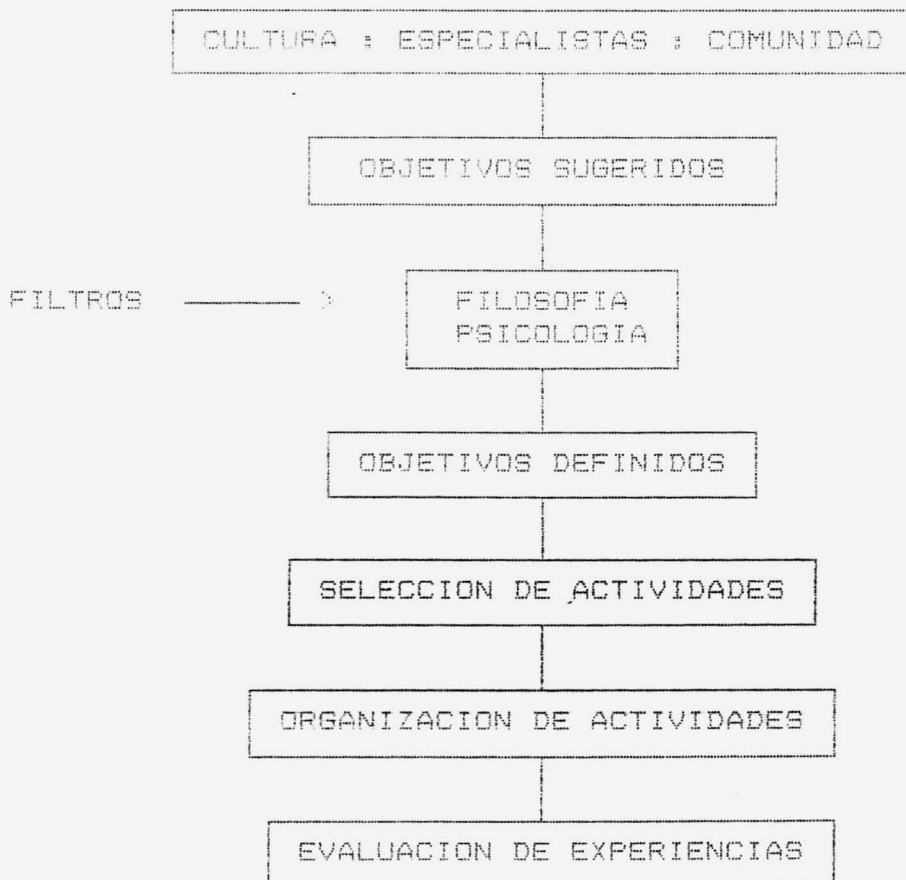 CULTURA : ESPECIALISTAS : COMUNIDAD
OBJETIVOS SUGERIDOS
FILTROS
FILOSOFIA
PSICOLOGIA
OBJETIVOS DEFINIDOS
SELECCION DE ACTIVIDADES
ORGANIZACION DE ACTIVIDADES
EVALUACION DE EXPERIENCIAS